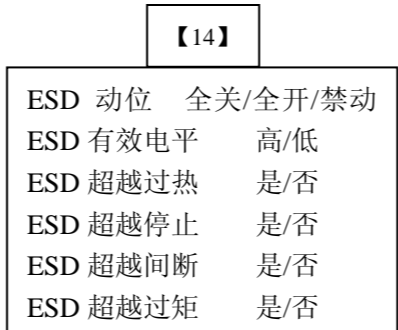 【14】
ESD 动位 全关/全开/禁动
ESD 有效电平 高/低
ESD 超越过热 是/否
ESD 超越停止 是/否
ESD 超越间断 是/否
ESD 超越过矩 是/否